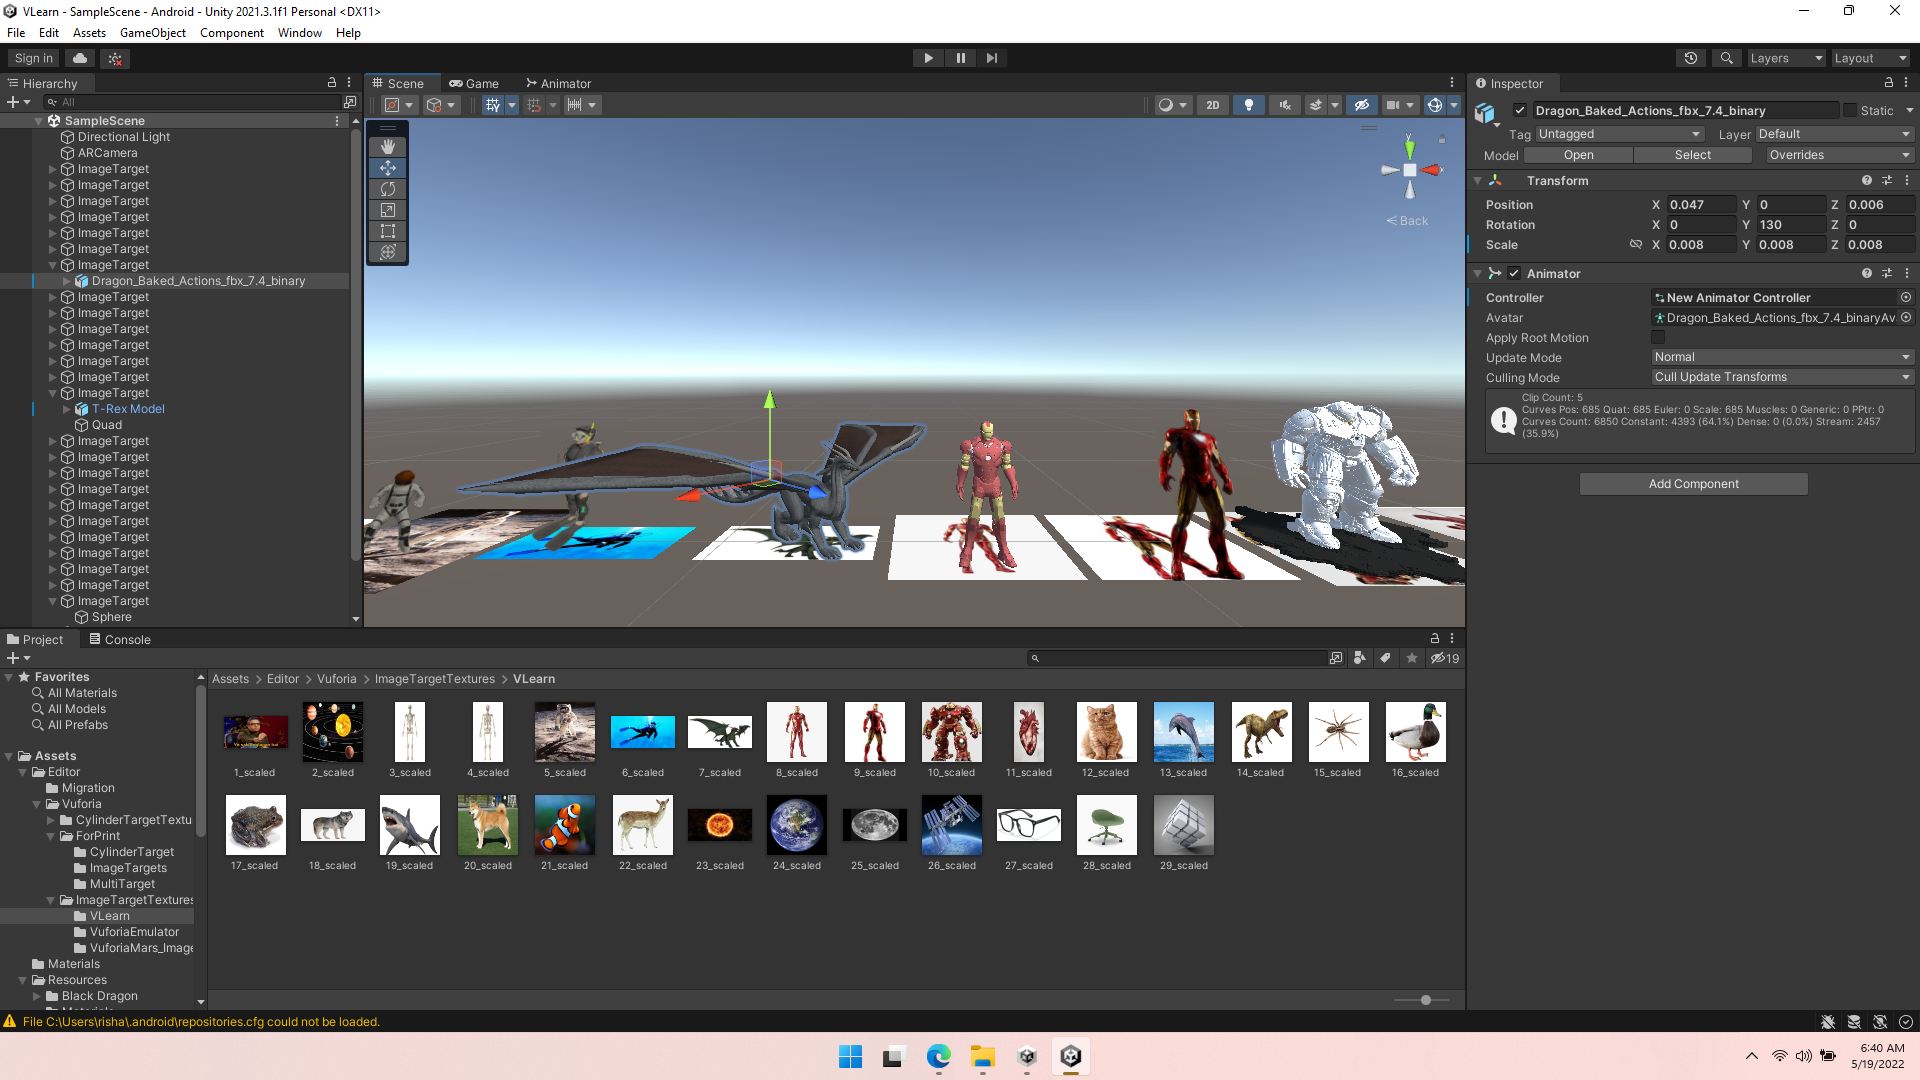 VLearn - SampleScene - Android - Unity 2021.3.1f1 Personal <DX11>
File Edit Assets GameObject Component Window Help
Sign in
Layers
Layout
Hierarchy
All
SampleScene
Directional Light
ARCamera
ImageTarget
ImageTarget
ImageTarget
ImageTarget
ImageTarget
ImageTarget
ImageTarget
Dragon_Baked_Actions_fbx_7.4_binary
ImageTarget
ImageTarget
ImageTarget
ImageTarget
ImageTarget
ImageTarget
ImageTarget
T-Rex Model
Quad
ImageTarget
ImageTarget
ImageTarget
ImageTarget
ImageTarget
ImageTarget
ImageTarget
ImageTarget
ImageTarget
ImageTarget
ImageTarget
Sphere
Scene Game Animator
2D
y
x
Back
Inspector
Dragon_Baked_Actions_fbx_7.4_binary Static
Tag Untagged Layer Default
Model Open Select Overrides
Transform
Position X 0.047 Y 0 Z 0.006
Rotation X 0 Y 130 Z 0
Scale X 0.008 Y 0.008 Z 0.008
Animator
Controller New Animator Controller
Avatar Dragon_Baked_Actions_fbx_7.4_binaryAv
Apply Root Motion
Update Mode Normal
Culling Mode Cull Update Transforms
Clip Count: 5
Curves Pos: 685 Quat: 685 Euler: 0 Scale: 685 Muscles: 0 Generic: 0 PPtr: 0
Curves Count: 6850 Constant: 4393 (64.1%) Dense: 0 (0.0%) Stream: 2457
(35.9%)
Add Component
Project Console
19
Favorites
All Materials
All Models
All Prefabs
Assets
Editor
Migration
Vuforia
CylinderTargetTextu
ForPrint
CylinderTarget
ImageTargets
MultiTarget
ImageTargetTextures
VLearn
VuforiaEmulator
VuforiaMars_Image
Materials
Resources
Black Dragon
Assets > Editor > Vuforia > ImageTargetTextures > VLearn
1_scaled 2_scaled 3_scaled 4_scaled 5_scaled 6_scaled 7_scaled 8_scaled 9_scaled 10_scaled 11_scaled 12_scaled 13_scaled 14_scaled 15_scaled 16_scaled
17_scaled 18_scaled 19_scaled 20_scaled 21_scaled 22_scaled 23_scaled 24_scaled 25_scaled 26_scaled 27_scaled 28_scaled 29_scaled
File C:\Users\risha\.android\repositories.cfg could not be loaded.
6:40 AM
5/19/2022